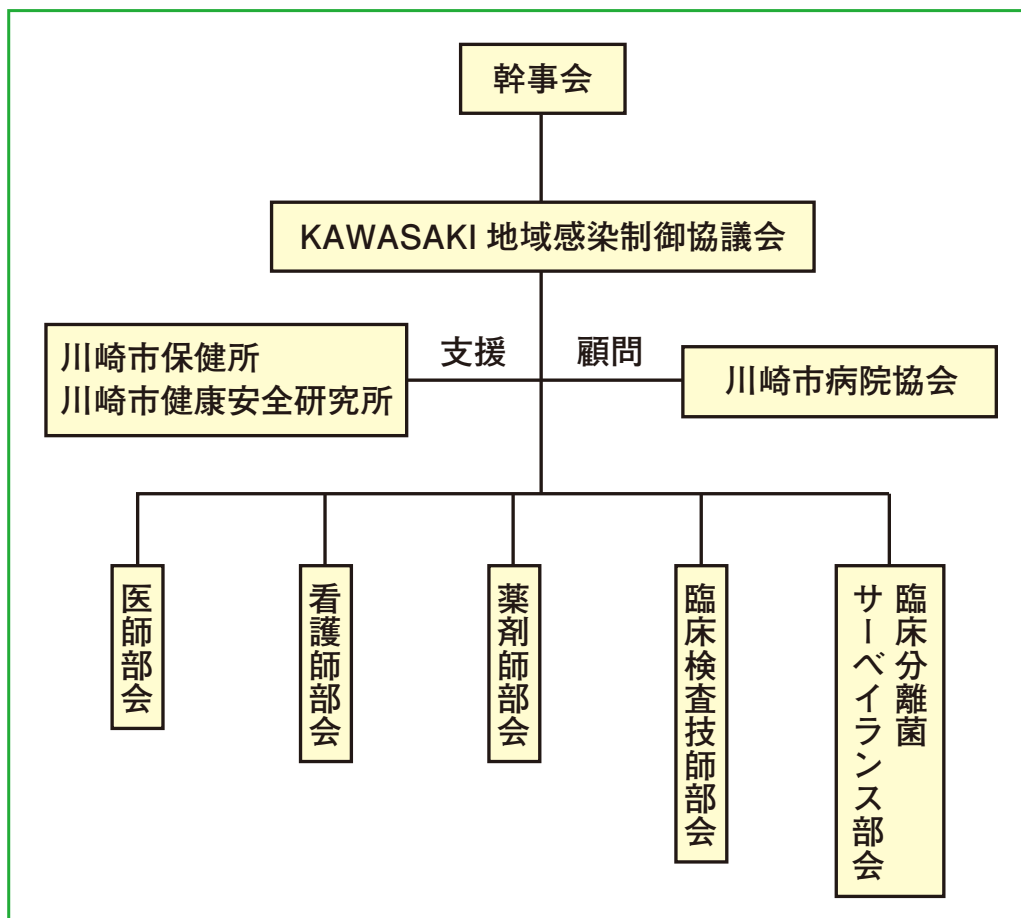 幹事会
KAWASAKI 地域感染制御協議会
川崎市保健所
川崎市健康安全研究所
支援
顧問
川崎市病院協会
医師部会
看護師部会
薬剤師部会
臨床検査技師部会
臨床分離菌
サーベイランス部会